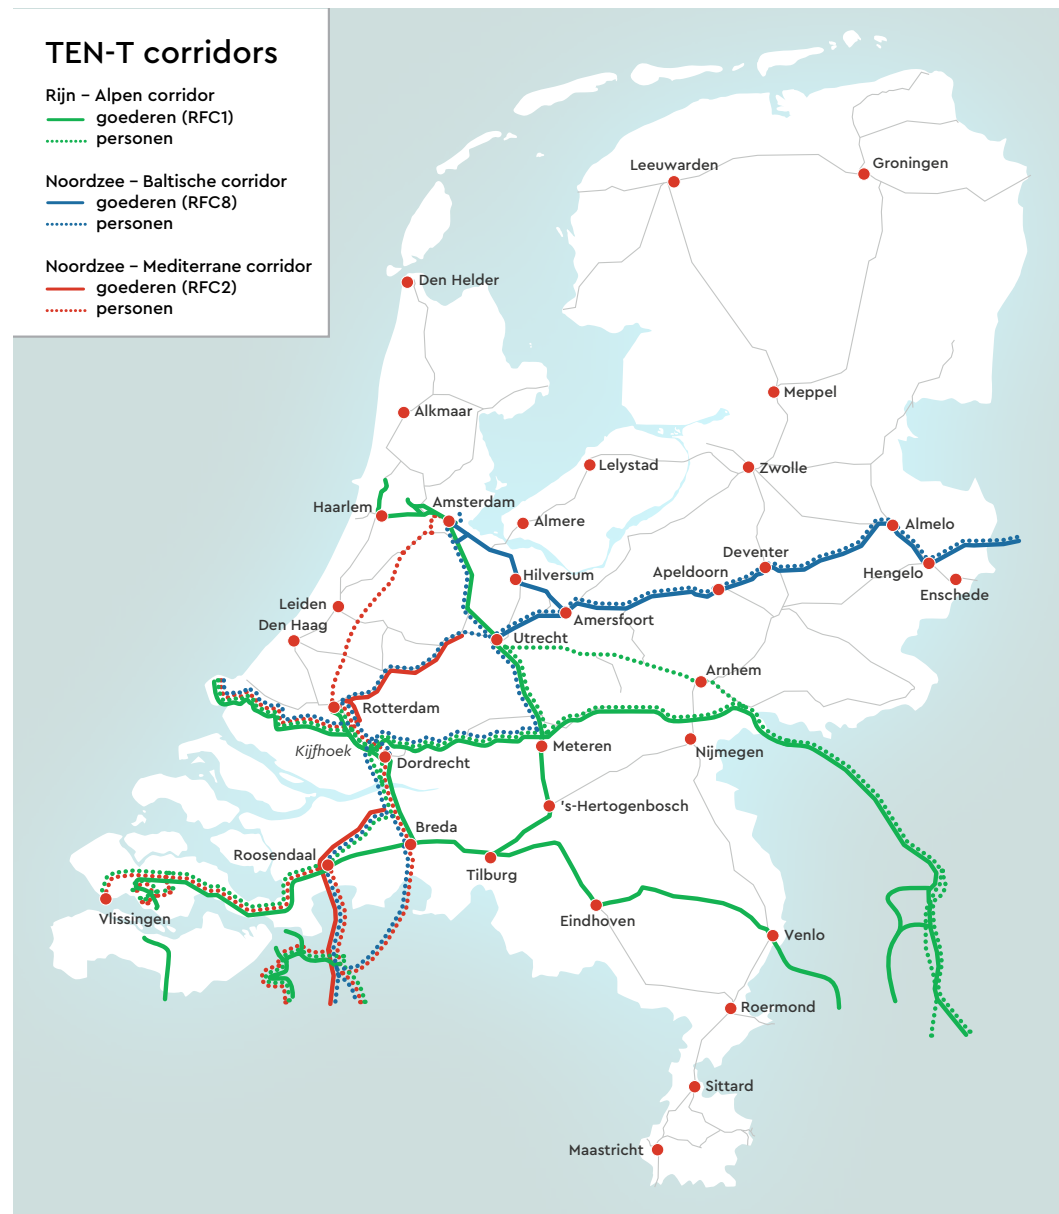 TEN-T corridors
Rijn – Alpen corridor
goederen (RFC1)
personen
Noordzee – Baltische corridor
goederen (RFC8)
personen
Noordzee – Mediterrane corridor
goederen (RFC2)
personen
Leeuwarden
Groningen
Den Helder
Meppel
Alkmaar
Lelystad
Zwolle
Haarlem
Amsterdam
Almere
Almelo
Deventer
Hilversum
Apeldoorn
Hengelo
Enschede
Leiden
Amersfoort
Den Haag
Utrecht
Arnhem
Rotterdam
Kijfhoek
Meteren
Nijmegen
Dordrecht
's-Hertogenbosch
Breda
Roosendaal
Tilburg
Vlissingen
Eindhoven
Venlo
Roermond
Sittard
Maastricht